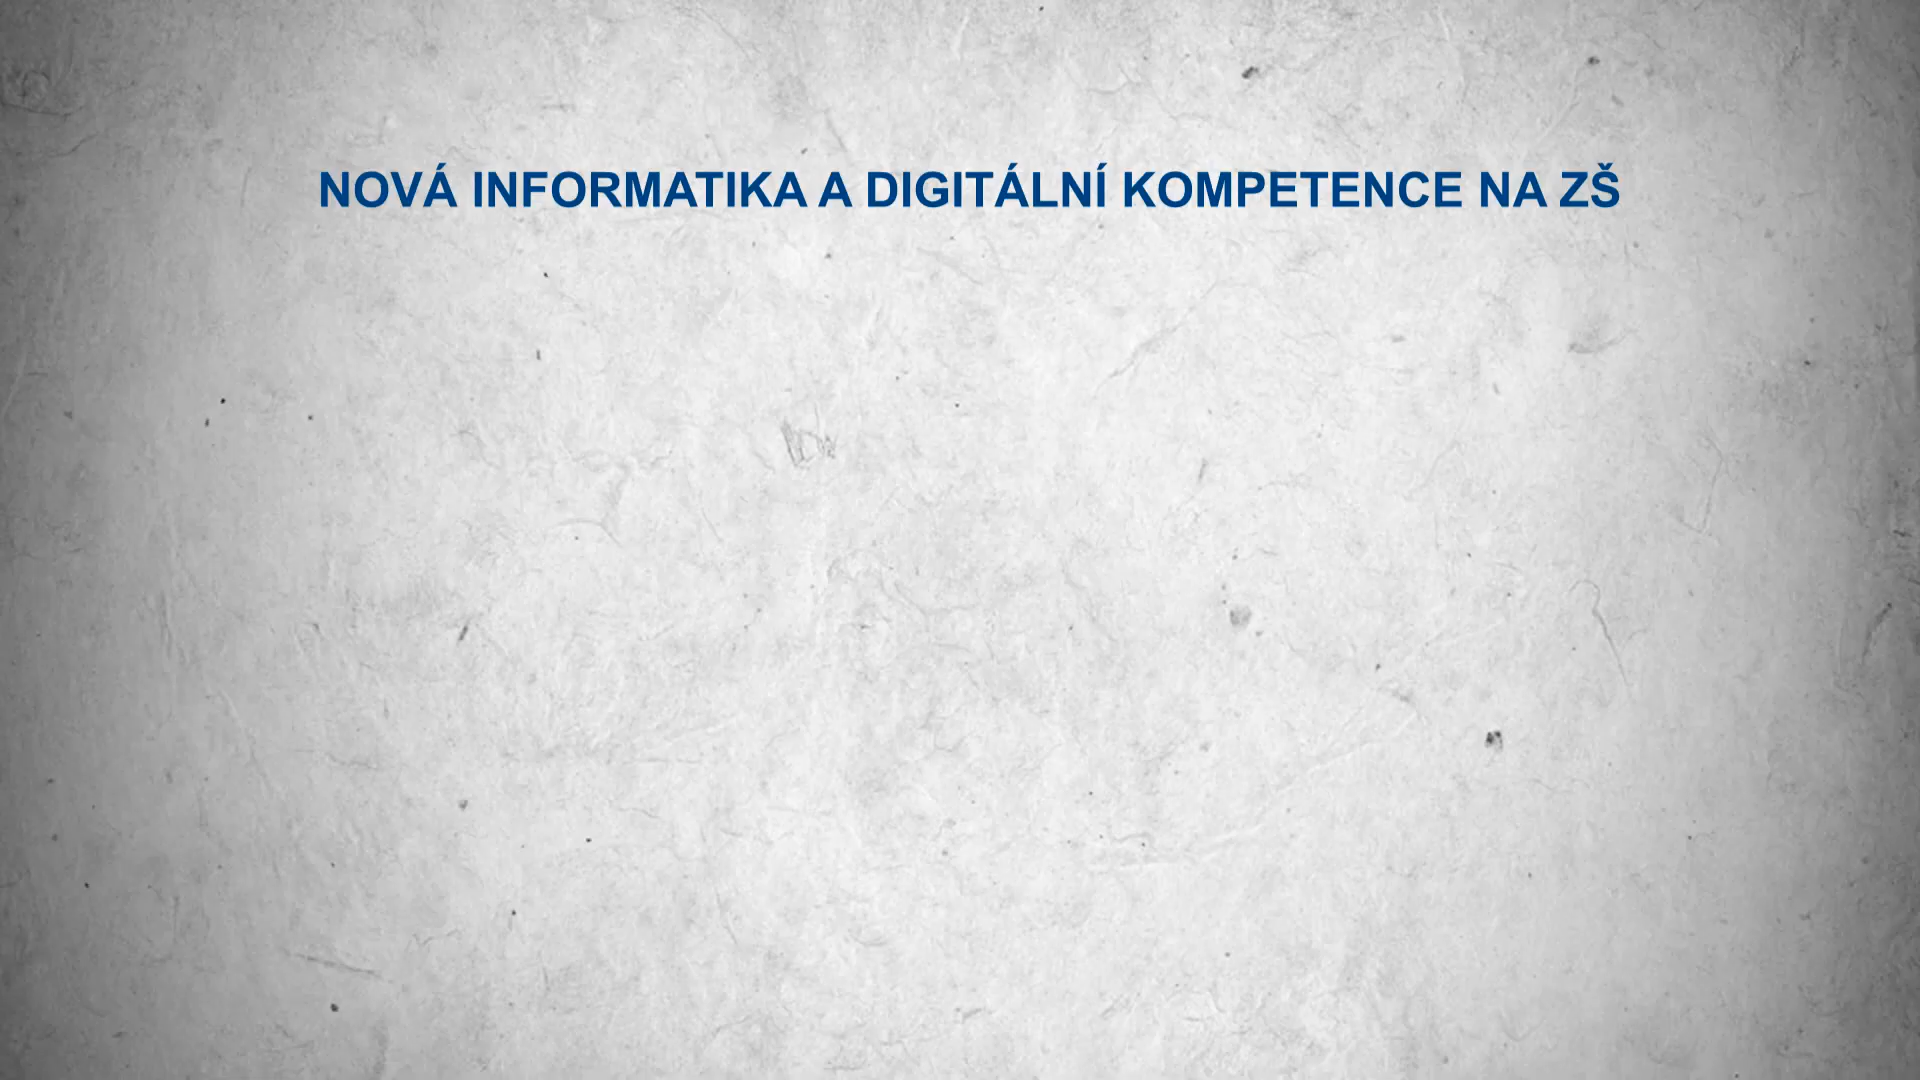 NOVÁ INFORMATIKA A DIGITÁLNÍ KOMPETENCE NA ZŠ